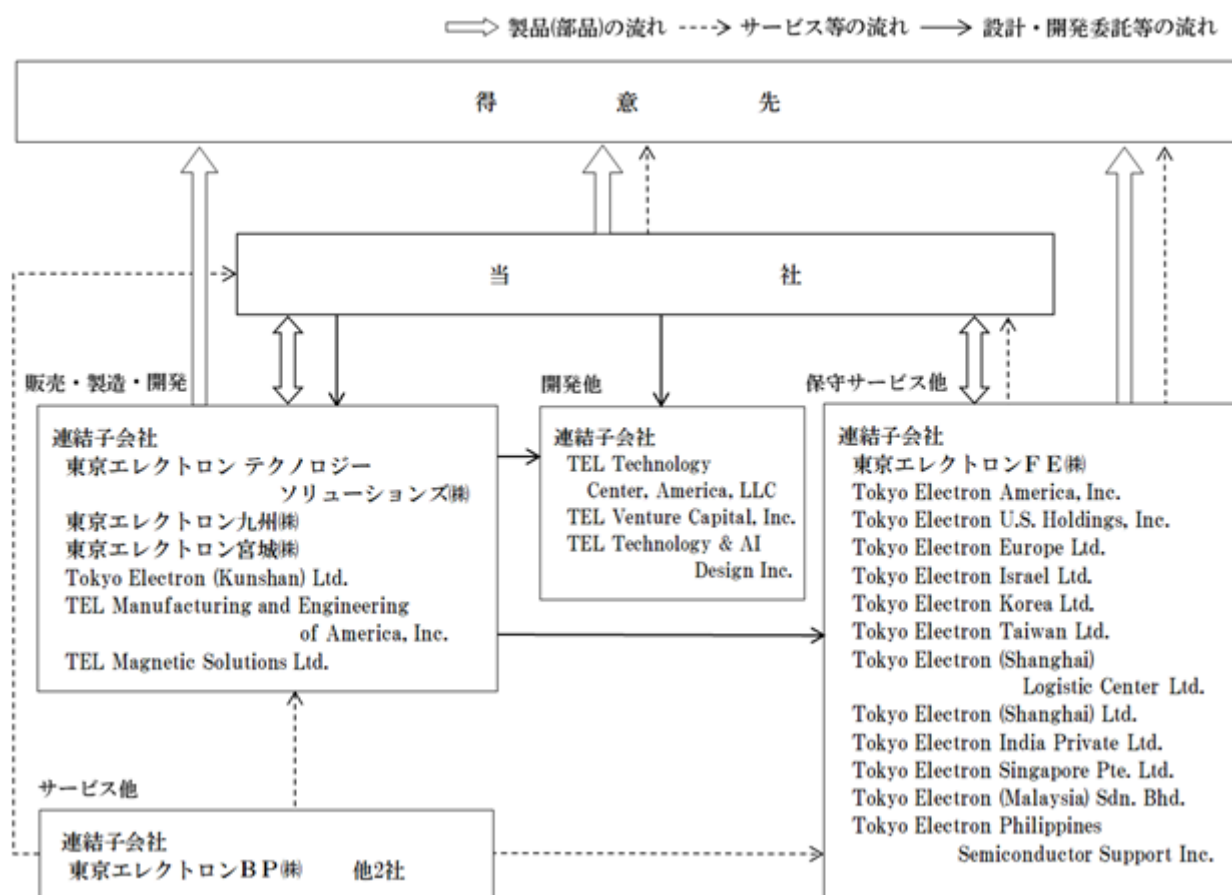 製品(部品)の流れ サービス等の流れ 設計・開発委託等の流れ
得意先
当社
販売・製造・開発
連結子会社
東京エレクトロン テクノロジー
ソリューションズ㈱
東京エレクトロン九州㈱
東京エレクトロン宮城㈱
Tokyo Electron (Kunshan) Ltd.
TEL Manufacturing and Engineering
of America, Inc.
TEL Magnetic Solutions Ltd.
開発他
連結子会社
TEL Technology
Center, America, LLC
TEL Venture Capital, Inc.
TEL Technology & AI
Design Inc.
保守サービス他
連結子会社
東京エレクトロンFE㈱
Tokyo Electron America, Inc.
Tokyo Electron U.S. Holdings, Inc.
Tokyo Electron Europe Ltd.
Tokyo Electron Israel Ltd.
Tokyo Electron Korea Ltd.
Tokyo Electron Taiwan Ltd.
Tokyo Electron (Shanghai)
Logistic Center Ltd.
Tokyo Electron (Shanghai) Ltd.
Tokyo Electron India Private Ltd.
Tokyo Electron Singapore Pte. Ltd.
Tokyo Electron (Malaysia) Sdn. Bhd.
Tokyo Electron Philippines
Semiconductor Support Inc.
サービス他
連結子会社
東京エレクトロンBP㈱ 他2社